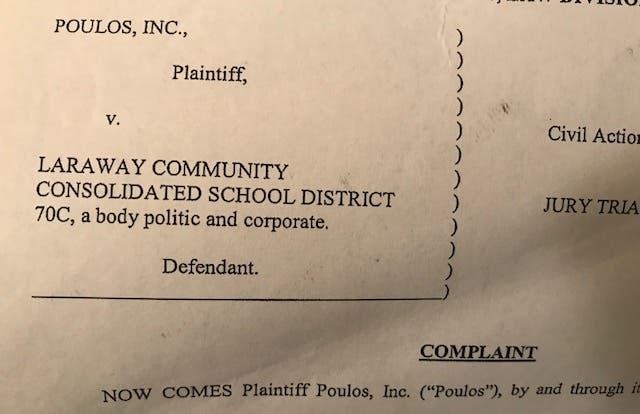 POULOS, INC.,
Plaintiff,
v.
Civil Action
LARAWAY COMMUNITY
CONSOLIDATED SCHOOL DISTRICT
70C, a body politic and corporate.
JURY TRIA
Defendant.
COMPLAINT
NOW COMES Plaintiff Poulos, Inc. (“Poulos”), by and through it